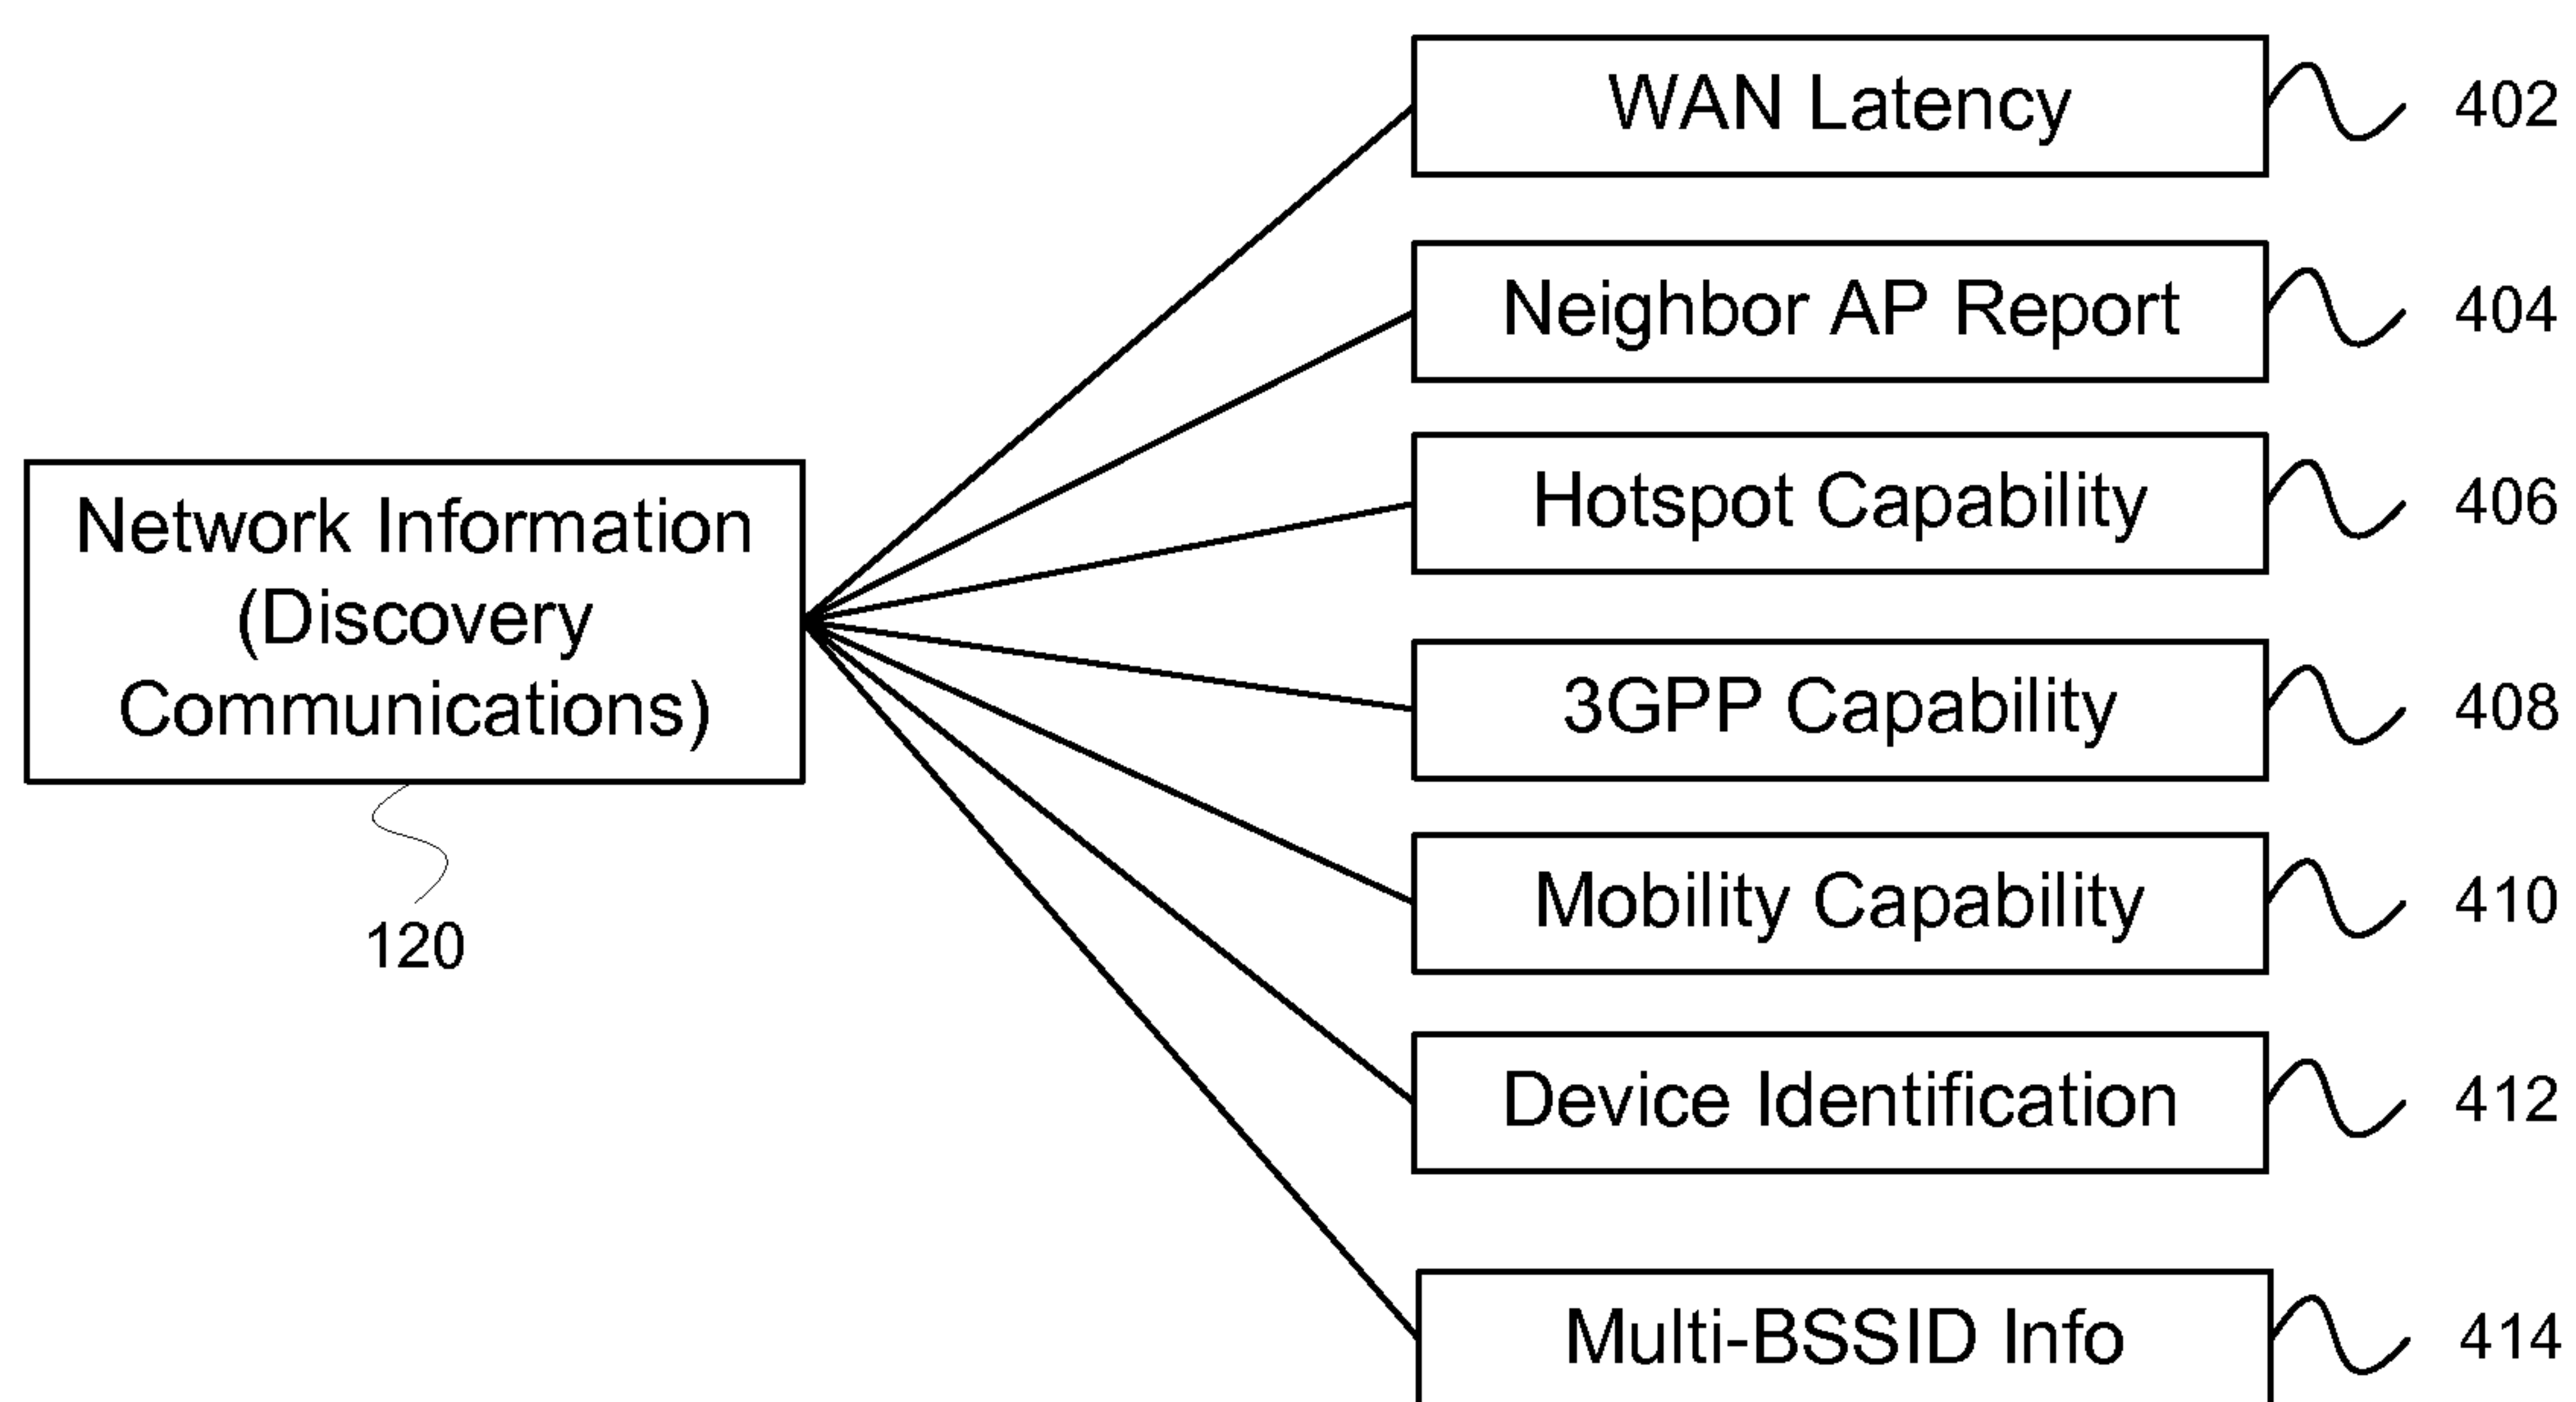 WAN Latency 402
Neighbor AP Report 404
Hotspot Capability 406
Network Information
(Discovery
Communications)
120
3GPP Capability 408
Mobility Capability 410
Device Identification 412
Multi-BSSID Info 414